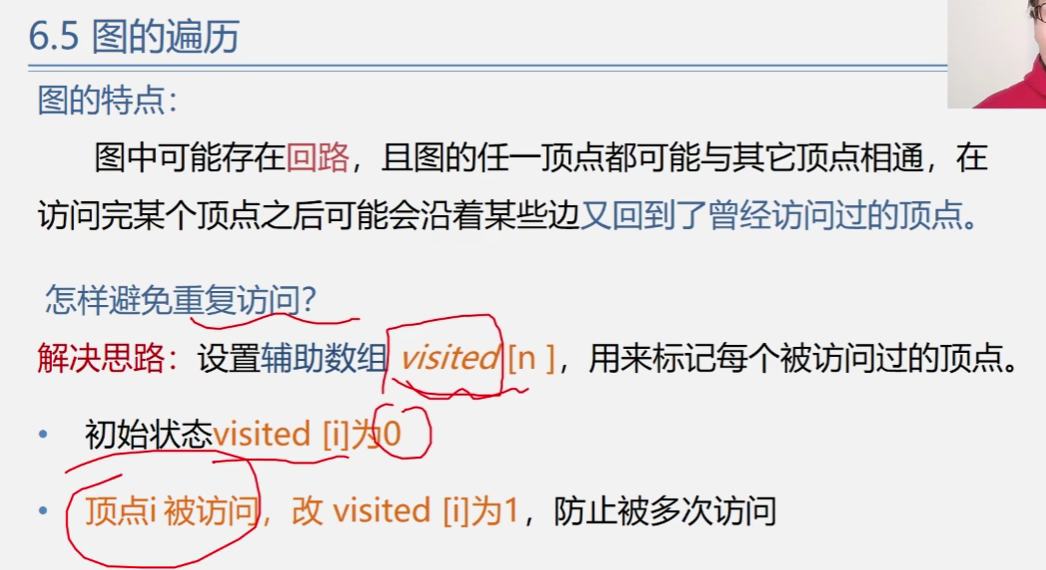 6.5 图的遍历
图的特点：
图中可能存在回路，且图的任一顶点都可能与其它顶点相通，在
访问完某个顶点之后可能会沿着某些边又回到了曾经访问过的顶点。
怎样避免重复访问？
解决思路：设置辅助数组 visited [n ]，用来标记每个被访问过的顶点。
• 初始状态visited [i]为0
• 顶点i 被访问，改 visited [i]为1，防止被多次访问